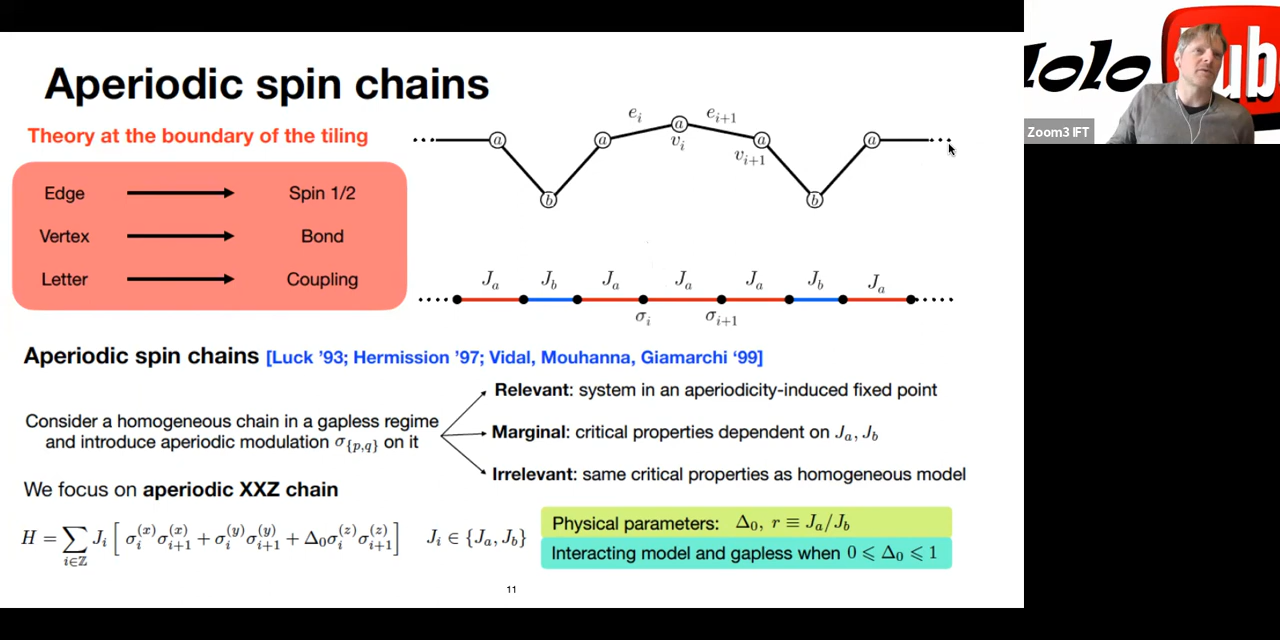 Aperiodic spin chains
Theory at the boundary of the tiling
Edge → Spin 1/2
Vertex → Bond
Letter → Coupling
a b a a a b a
e_i e_{i+1}
v_i v_{i+1}
J_a J_b J_a J_a J_a J_b J_a
σ_i σ_{i+1}
Aperiodic spin chains [Luck '93; Hermission '97; Vidal, Mouhanna, Giamarchi '99]
Consider a homogeneous chain in a gapless regime
and introduce aperiodic modulation σ_{\{p,q\}} on it
Relevant: system in an aperiodicity-induced fixed point
Marginal: critical properties dependent on J_a, J_b
Irrelevant: same critical properties as homogeneous model
We focus on aperiodic XXZ chain
H = ∑_{i∈ℤ} J_i [ σ_i^{(x)} σ_{i+1}^{(x)} + σ_i^{(y)} σ_{i+1}^{(y)} + Δ_0 σ_i^{(z)} σ_{i+1}^{(z)} ] J_i ∈ {J_a, J_b}
Physical parameters: Δ_0, r ≡ J_a/J_b
Interacting model and gapless when 0 ⩽ Δ_0 ⩽ 1
11
Zoom3 IFT